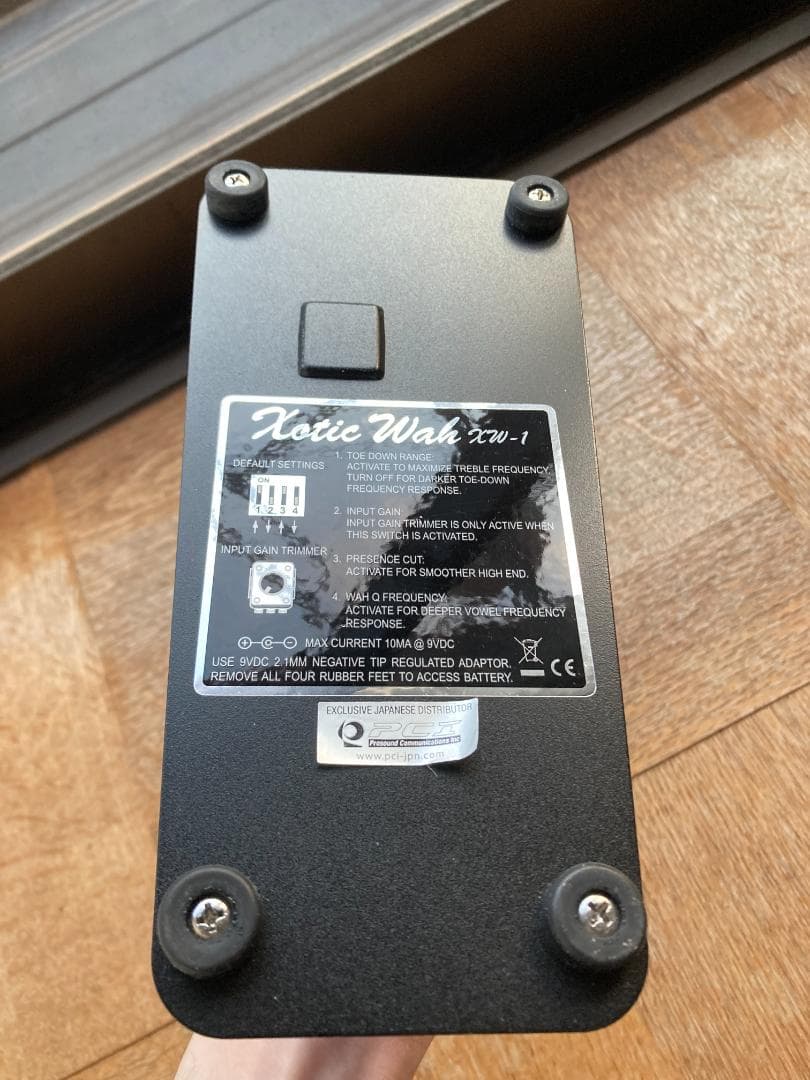 Xotic Wah XW-1
DEFAULT SETTINGS
ON
1 2 3 4
INPUT GAIN TRIMMER
1. TOE DOWN RANGE:
ACTIVATE TO MAXIMIZE TREBLE FREQUENCY.
TURN OFF FOR DARKER TOE-DOWN
FREQUENCY RESPONSE.
2. INPUT GAIN
INPUT GAIN TRIMMER IS ONLY ACTIVE WHEN
THIS SWITCH IS ACTIVATED.
3. PRESENCE CUT:
ACTIVATE FOR SMOOTHER HIGH END.
4. WAH Q FREQUENCY:
ACTIVATE FOR DEEPER VOWEL FREQUENCY
RESPONSE.
MAX CURRENT 10MA @ 9VDC
USE 9VDC 2.1MM NEGATIVE TIP REGULATED ADAPTOR.
REMOVE ALL FOUR RUBBER FEET TO ACCESS BATTERY.
CE
EXCLUSIVE JAPANESE DISTRIBUTOR
PCI
Prosound Communications Inc
www.pci-jpn.com